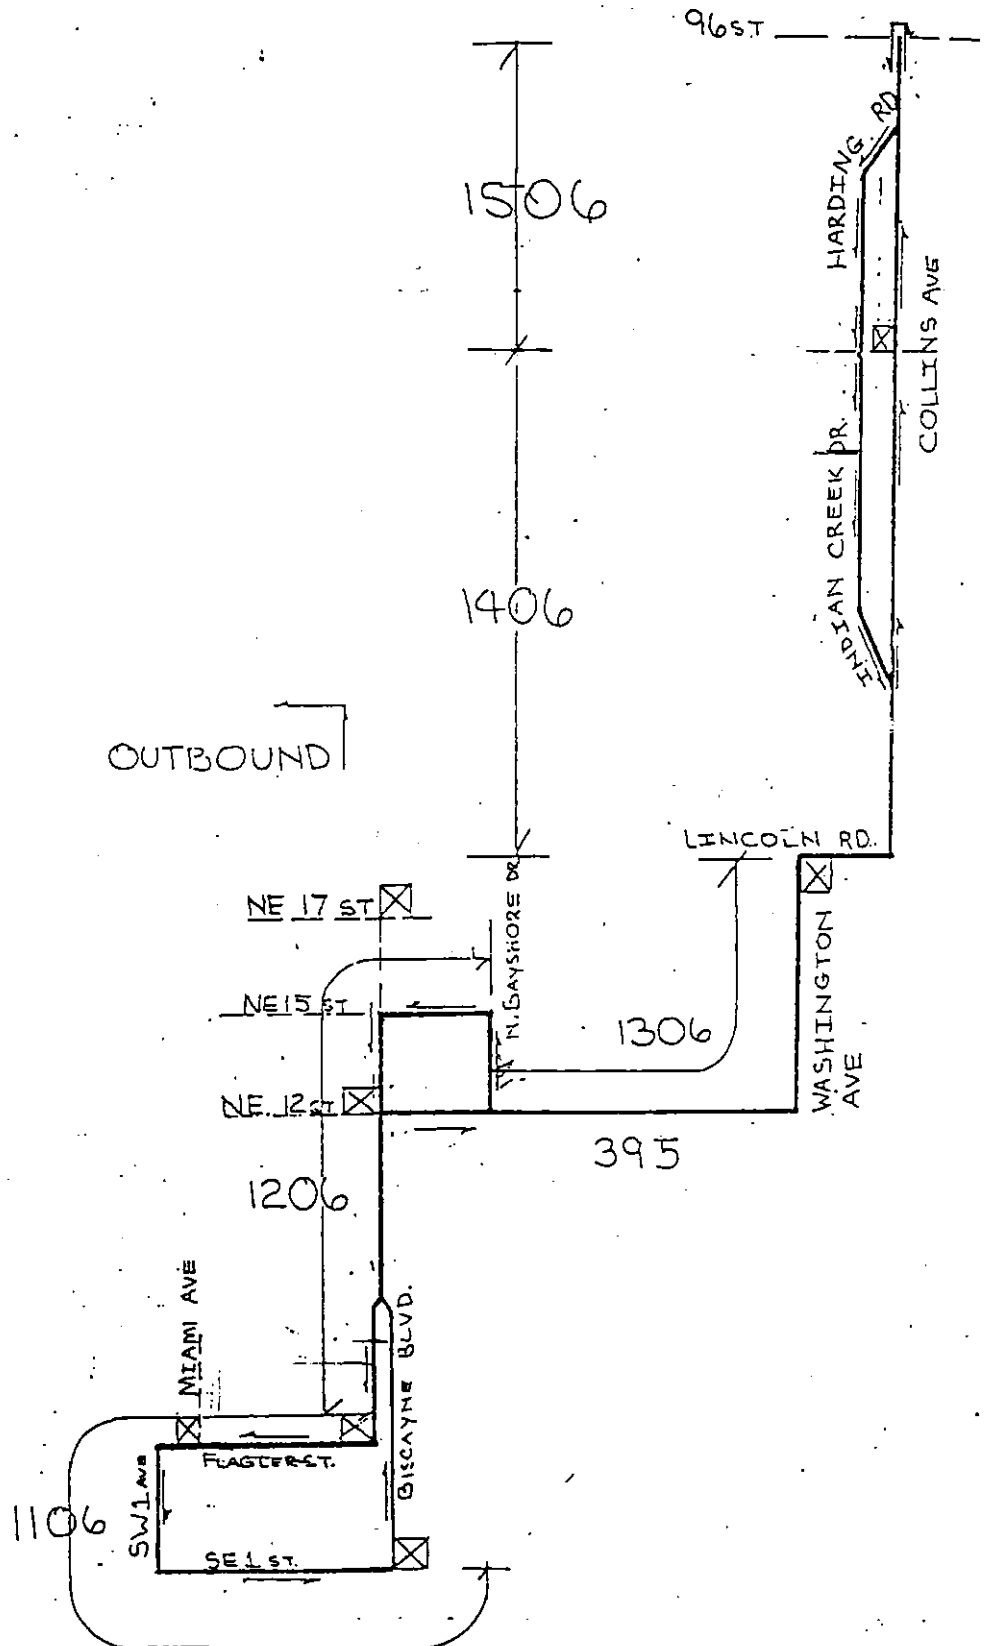 96 ST
HARDING RD
1506
COLLINS AVE
INDIAN CREEK DR.
1406
OUTBOUND
LINCOLN RD.
NE 17 ST
N. BAYSHORE DR
NE 15 ST
1306
WASHINGTON
AVE
NE. 12 ST
395
1206
MIAMI AVE
BISCAYNE BLVD.
FLAGLER ST.
SW 1 AVE
1106
SE 1 ST.